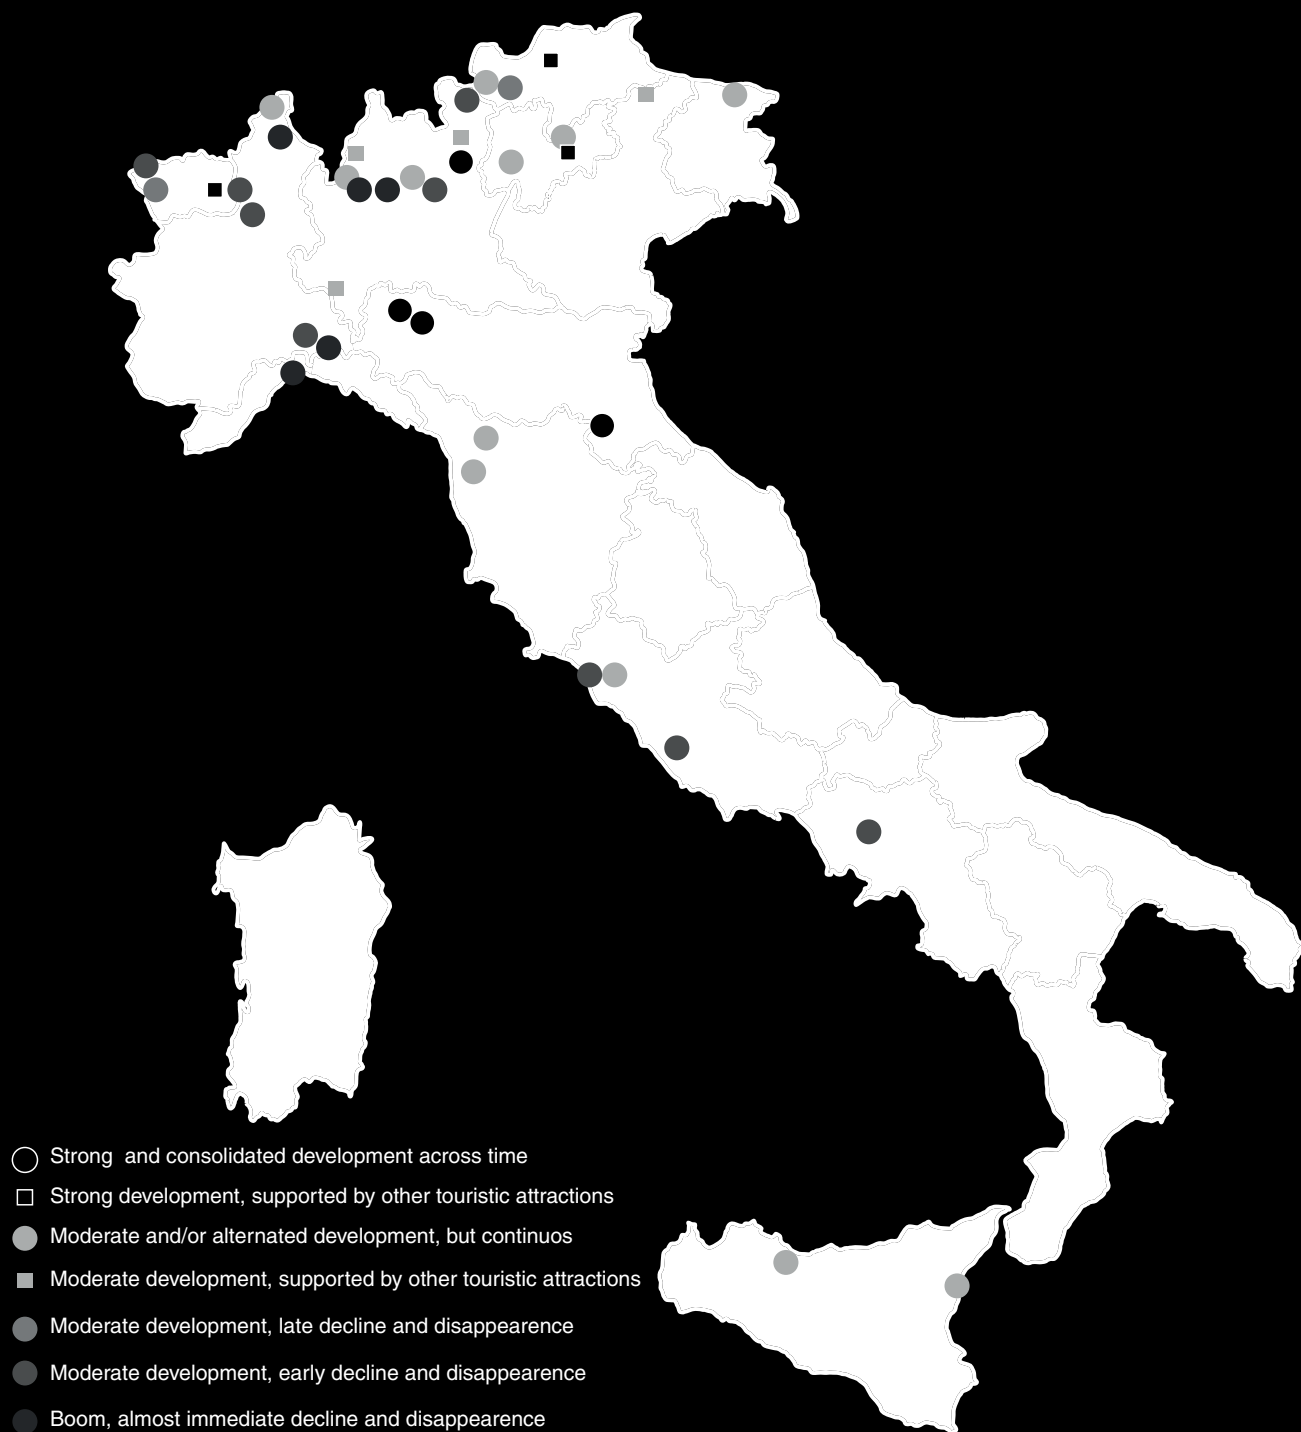 Strong and consolidated development across time
Strong development, supported by other touristic attractions
Moderate and/or alternated development, but continuos
Moderate development, supported by other touristic attractions
Moderate development, late decline and disappearence
Moderate development, early decline and disappearence
Boom, almost immediate decline and disappearence